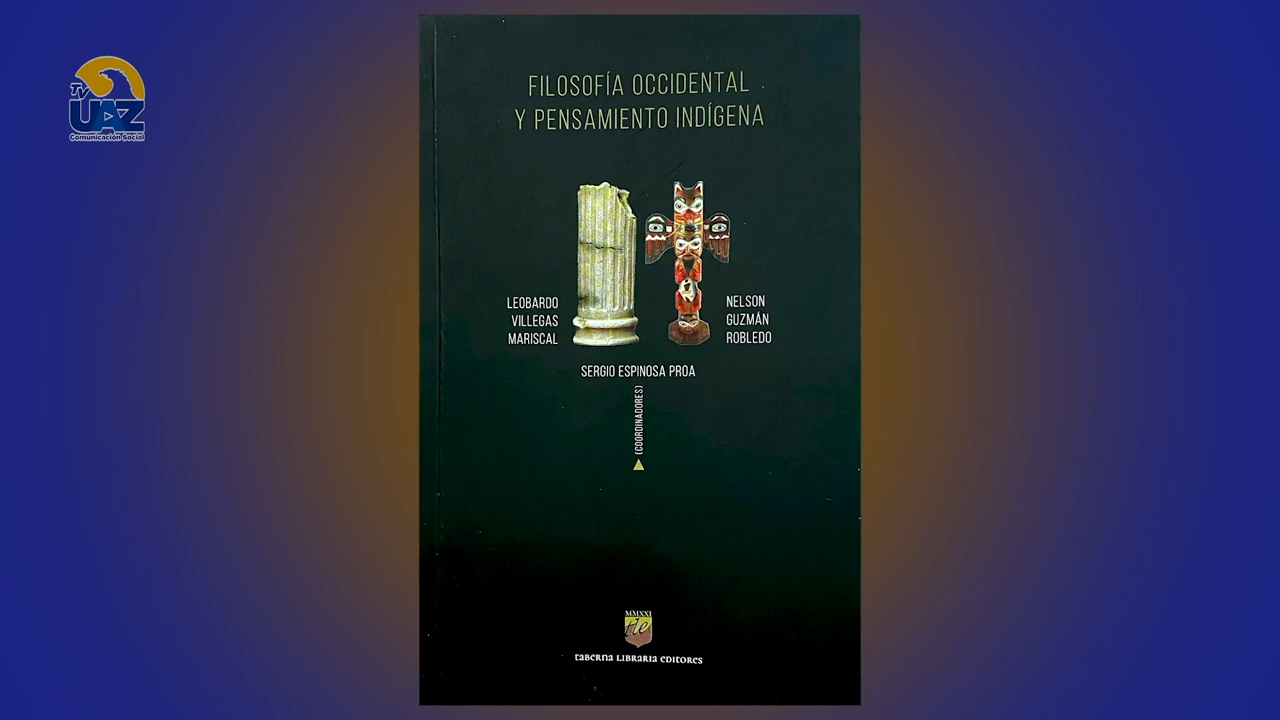 TV
UAZ
Comunicación Social
FILOSOFÍA OCCIDENTAL
Y PENSAMIENTO INDÍGENA
LEOBARDO
VILLEGAS
MARISCAL
NELSON
GUZMÁN
ROBLEDO
SERGIO ESPINOSA PROA
(COORDINADORES)
MMXXI
tle
TABERNA LIBRARIA EDITORES